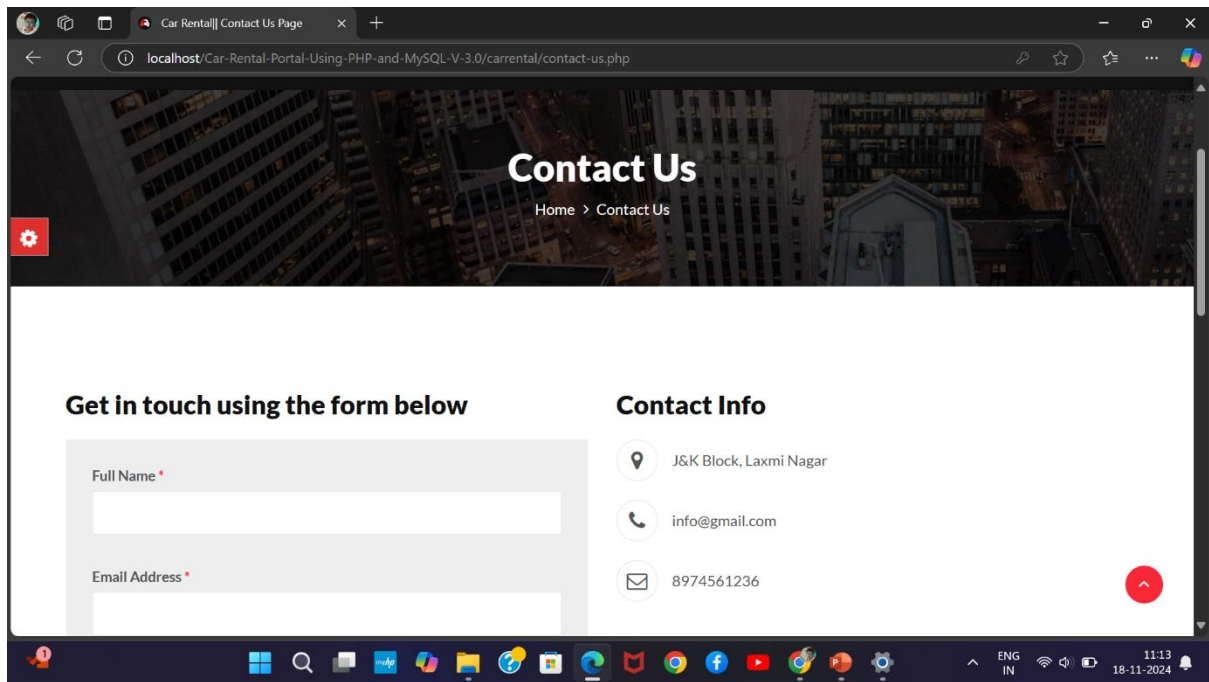 Car Rental|| Contact Us Page
localhost/Car-Rental-Portal-Using-PHP-and-MySQL-V-3.0/carrental/contact-us.php
Contact Us
Home > Contact Us
Get in touch using the form below
Full Name *
Email Address *
Contact Info
J&K Block, Laxmi Nagar
info@gmail.com
8974561236
1
myhp
ENG
IN
11:13
18-11-2024